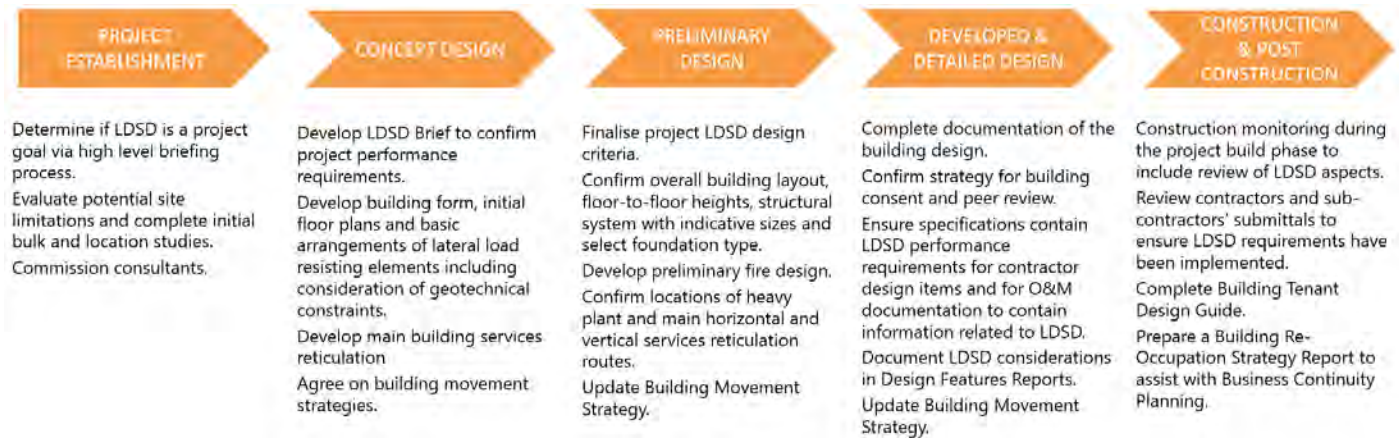 PROJECT
ESTABLISHMENT
Determine if LDSD is a project
goal via high level briefing
process.
Evaluate potential site
limitations and complete initial
bulk and location studies.
Commission consultants.
CONCEPT DESIGN
Develop LDSD Brief to confirm
project performance
requirements.
Develop building form, initial
floor plans and basic
arrangements of lateral load
resisting elements including
consideration of geotechnical
constraints.
Develop main building services
reticulation
Agree on building movement
strategies.
PRELIMINARY
DESIGN
Finalise project LDSD design
criteria.
Confirm overall building layout,
floor-to-floor heights, structural
system with indicative sizes and
select foundation type.
Develop preliminary fire design.
Confirm locations of heavy
plant and main horizontal and
vertical services reticulation
routes.
Update Building Movement
Strategy.
DEVELOPED &
DETAILED DESIGN
Complete documentation of the
building design.
Confirm strategy for building
consent and peer review.
Ensure specifications contain
LDSD performance
requirements for contractor
design items and for O&M
documentation to contain
information related to LDSD.
Document LDSD considerations
in Design Features Reports.
Update Building Movement
Strategy.
CONSTRUCTION
& POST
CONSTRUCTION
Construction monitoring during
the project build phase to
include review of LDSD aspects.
Review contractors and sub-
contractors' submittals to
ensure LDSD requirements have
been implemented.
Complete Building Tenant
Design Guide.
Prepare a Building Re-
Occupation Strategy Report to
assist with Business Continuity
Planning.